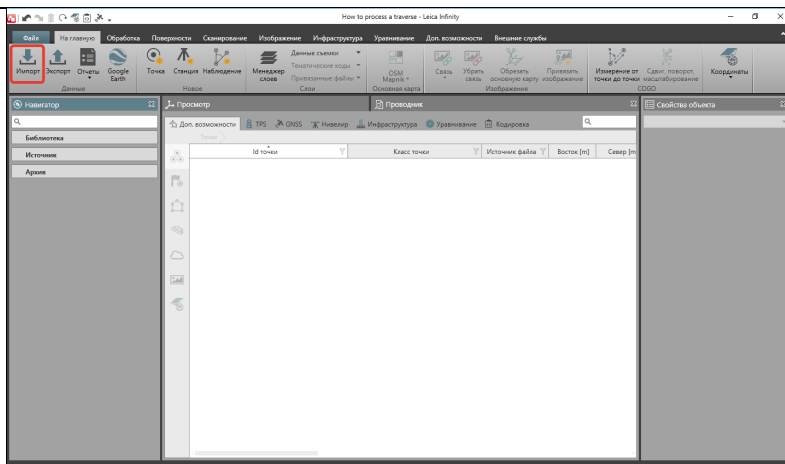 How to process a traverse - Leica Infinity
Файл На главную Обработка Поверхности Сканирование Изображение Инфраструктура Уравнивание Доп. возможности Внешние службы
Импорт Экспорт Отчеты Google Earth
Данные
Точка Станция Наблюдение
Новое
Менеджер слоев
Данные съемки
Тематические коды
Привязанные файлы
Слои
OSM Mapnik
Основная карта
Связь Убрать связь Обрезать основную карту Привязать изображение
Изображения
Измерение от точки до точки Сдвиг, поворот, масштабирование
COGO
Координаты
Навигатор
Библиотека
Источник
Архив
Просмотр Проводник
Доп. возможности TPS GNSS Нивелир Инфраструктура Уравнивание Кодировка
Точки
Id точки Класс точки Источник файла Восток [m] Север [m
Свойства объекта